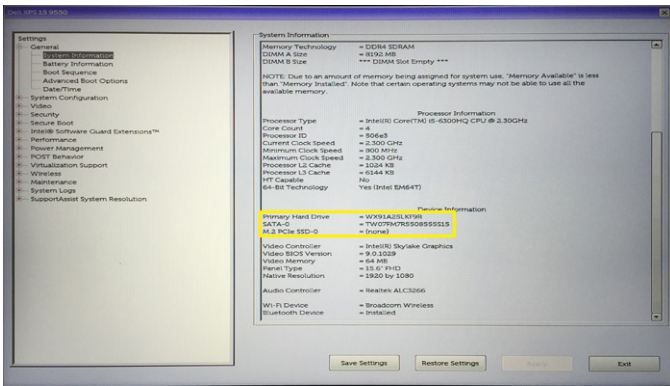 Dell XPS 15 9550
Settings
General
System Information
Battery Information
Boot Sequence
Advanced Boot Options
Date/Time
System Configuration
Video
Security
Secure Boot
Intel® Software Guard Extensions™
Performance
Power Management
POST Behavior
Virtualization Support
Wireless
Maintenance
System Logs
SupportAssist System Resolution
System Information
Memory Technology = DDR4 SDRAM
DIMM A Size = 8192 MB
DIMM B Size *** DIMM Slot Empty ***
NOTE: Due to an amount of memory being assigned for system use, "Memory Available" is less
than "Memory Installed". Note that certain operating systems may not be able to use all the
available memory.
Processor Information
Processor Type = Intel(R) Core(TM) i5-6300HQ CPU @ 2.30GHz
Core Count = 4
Processor ID = 506e3
Current Clock Speed = 2.300 GHz
Minimum Clock Speed = 800 MHz
Maximum Clock Speed = 2.300 GHz
Processor L2 Cache = 1024 KB
Processor L3 Cache = 6144 KB
HT Capable No
64-Bit Technology Yes (Intel EM64T)
Device Information
Primary Hard Drive =
SATA-0 =
M.2 PCIe SSD-0 = (none)
Video Controller = Intel(R) Skylake Graphics
Video BIOS Version = 9.0.1029
Video Memory = 64 MB
Panel Type = 15.6" FHD
Native Resolution = 1920 by 1080
Audio Controller = Realtek ALC3266
Wi-Fi Device = Broadcom Wireless
Bluetooth Device = Installed
Save Settings
Restore Settings
Apply
Exit